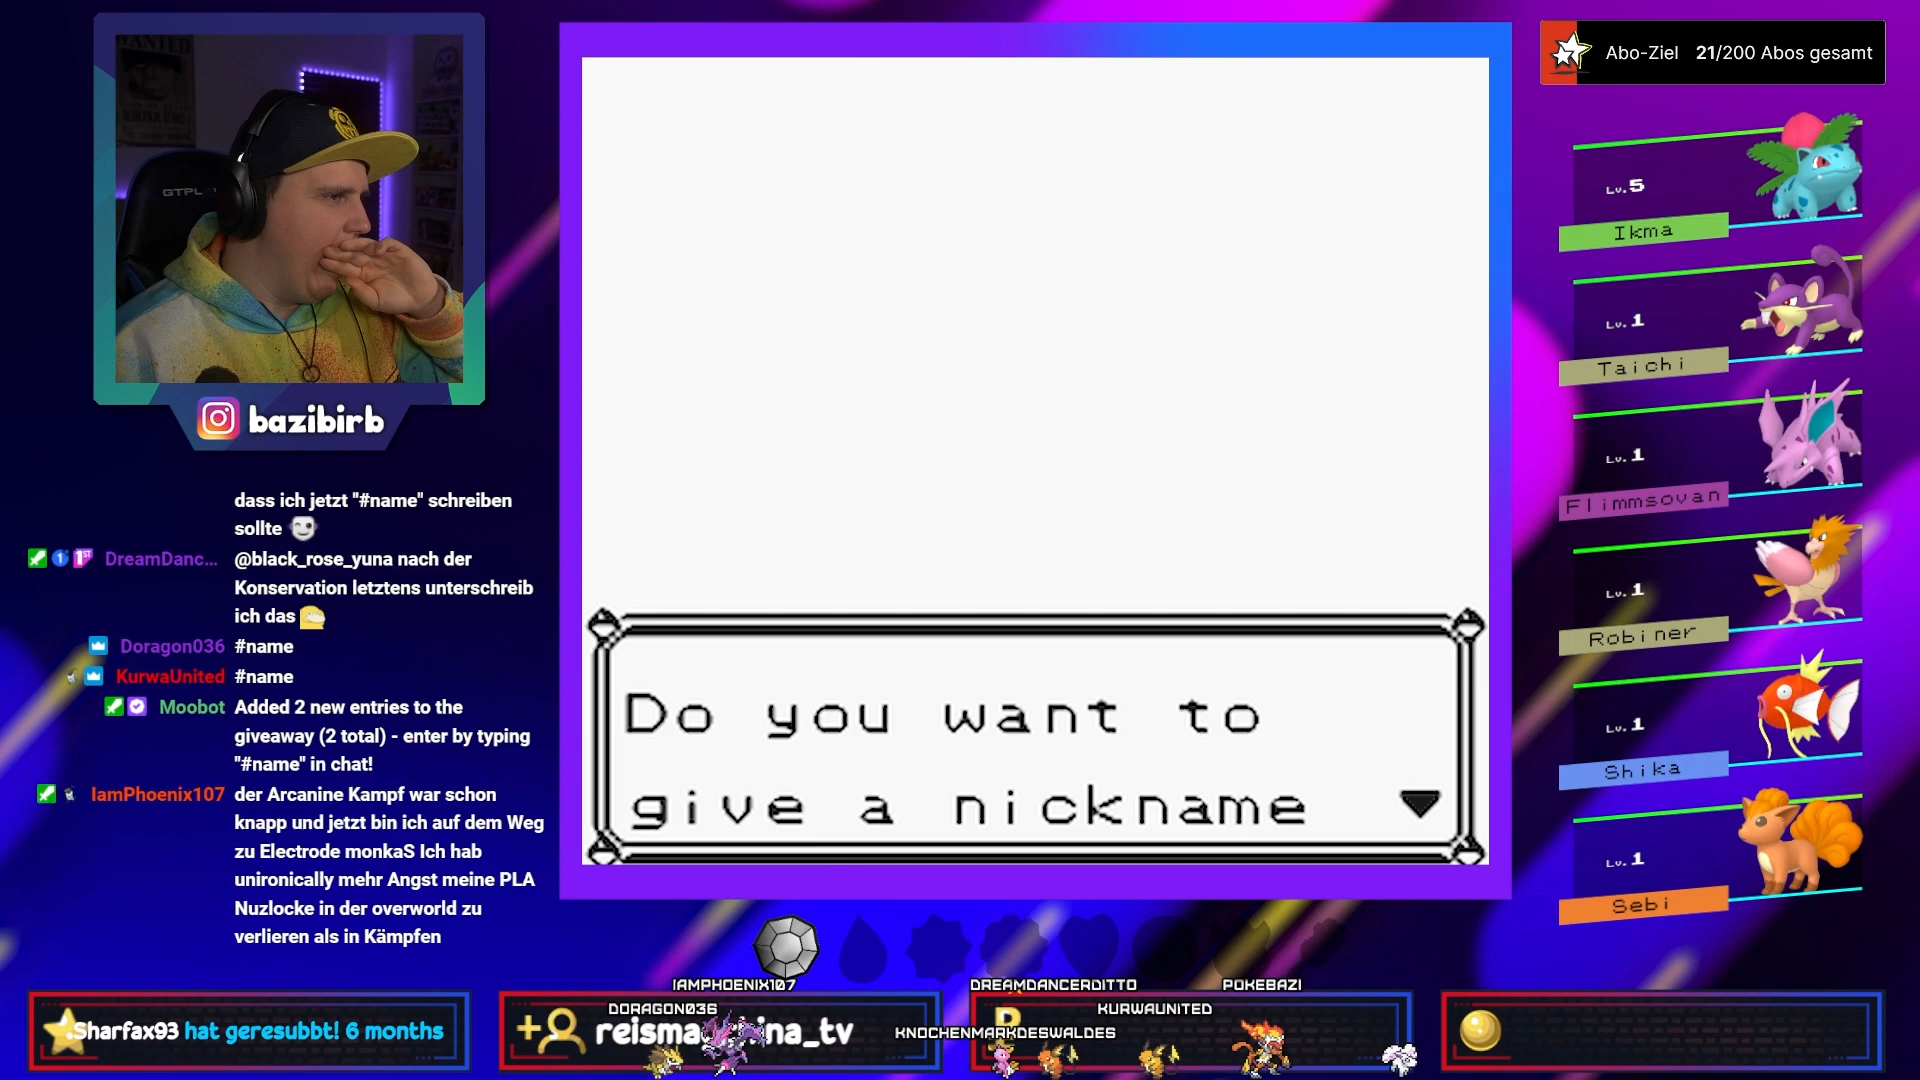 WANTED
GTPLAY
bazibirb
dass ich jetzt "#name" schreiben
sollte
DreamDanc... @black_rose_yuna nach der
Konservation letztens unterschreib
ich das
Doragon036 #name
KurwaUnited #name
Moobot Added 2 new entries to the
giveaway (2 total) - enter by typing
"#name" in chat!
IamPhoenix107 der Arcanine Kampf war schon
knapp und jetzt bin ich auf dem Weg
zu Electrode monkaS Ich hab
unironically mehr Angst meine PLA
Nuzlocke in der overworld zu
verlieren als in Kämpfen
Do you want to
give a nickname
Abo-Ziel 21/200 Abos gesamt
Lv.5
Ikma
Lv.1
Taichi
Lv.1
Flimmsovan
Lv.1
Robiner
Lv.1
Shika
Lv.1
Sebi
IAMPHOENIX107
DREAMDANCERDITTO
POKEBAZI
DORAGON036
KURWAUNITED
KNOCHENMARKDESWALDES
Sharfax93 hat geresubbt! 6 months